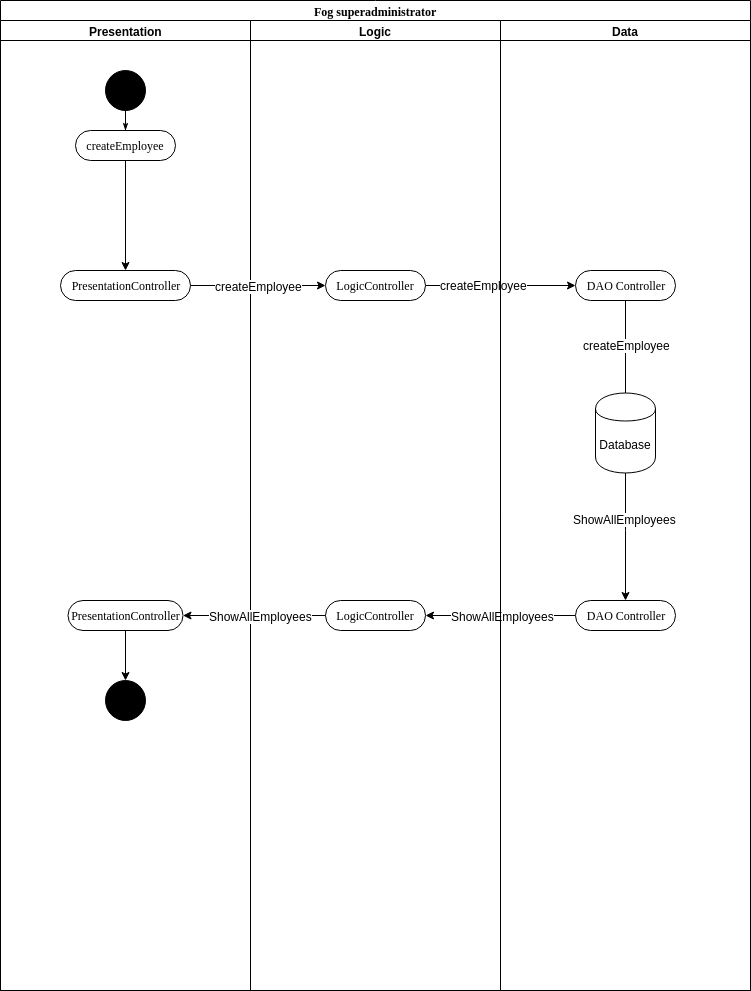 Fog superadministrator
Presentation
Logic
Data
createEmployee
PresentationController
createEmployee
LogicController
createEmployee
DAO Controller
createEmployee
Database
ShowAllEmployees
PresentationController
ShowAllEmployees
LogicController
ShowAllEmployees
DAO Controller